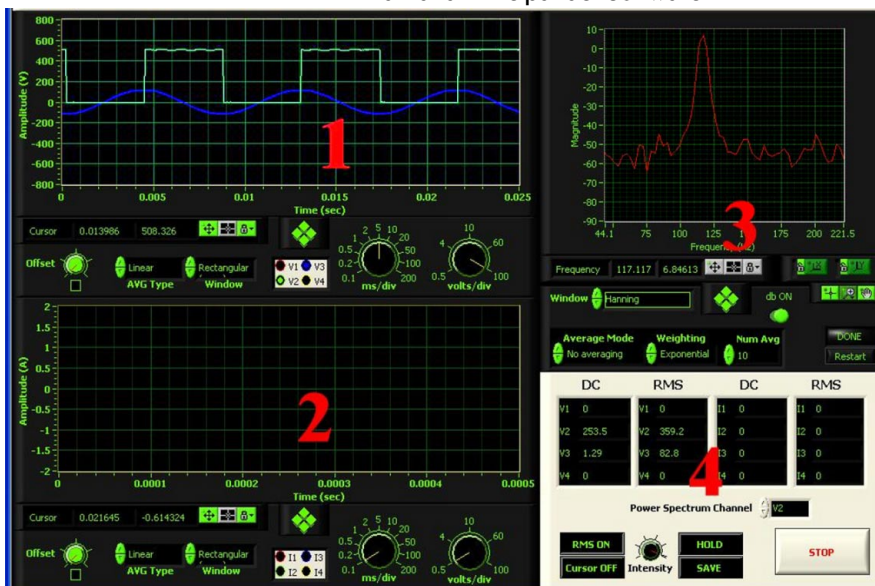 800
600
400
200
0
-200
-400
-600
-800
Amplitude (V)
0 0.005 0.01 0.015 0.02 0.025
Time (sec)
1
Cursor 0.013986 508.326
Offset
Linear
AVG Type
Rectangular
Window
V1 V3
V2 V4
0.1 0.2 0.5 2 5 10 20 50 100 200
ms/div
0.5 4 10 60 100
volts/div
2
1.5
1
0.5
0
-0.5
-1
-1.5
-2
Amplitude (A)
0 0.0001 0.0002 0.0003 0.0004 0.0005
Time (sec)
2
Cursor 0.021645 -0.614324
Offset
Linear
AVG Type
Rectangular
Window
I1 I3
I2 I4
0.1 0.2 0.5 2 5 10 20 50 100 200
ms/div
0.5 4 10 60 100
volts/div
10
0
-10
-20
-30
-40
-50
-60
-70
-80
-90
Magnitude
44.1 75 100 125 175 200 221.5
3
Frequency
Frequency 117.117 6.84613
Window Hanning
db ON
Average Mode Weighting Num Avg
No averaging Exponential 10
DONE
Restart
DC RMS DC RMS
V1 0 V1 0 I1 0 I1 0
V2 253.5 V2 359.2 I2 0 I2 0
V3 1.29 V3 82.8 I3 0 I3 0
V4 0 V4 0 I4 0
4
Power Spectrum Channel V2
RMS ON
Cursor OFF
Intensity
HOLD
SAVE
STOP